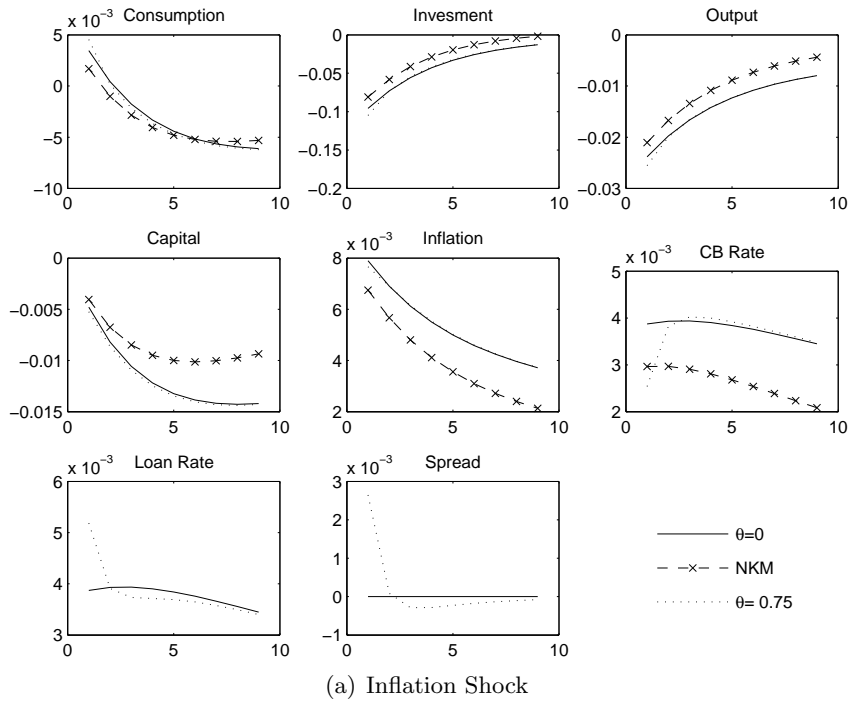 Consumption
x 10⁻³
5
0
−5
−10
0 5 10
Invesment
0
−0.05
−0.1
−0.15
−0.2
0 5 10
Output
0
−0.01
−0.02
−0.03
0 5 10
Capital
0
−0.005
−0.01
−0.015
0 5 10
Inflation
x 10⁻³
8
6
4
2
0 5 10
CB Rate
x 10⁻³
5
4
3
2
0 5 10
Loan Rate
x 10⁻³
6
5
4
3
0 5 10
Spread
x 10⁻³
3
2
1
0
−1
0 5 10
θ=0
NKM
θ= 0.75
(a) Inflation Shock